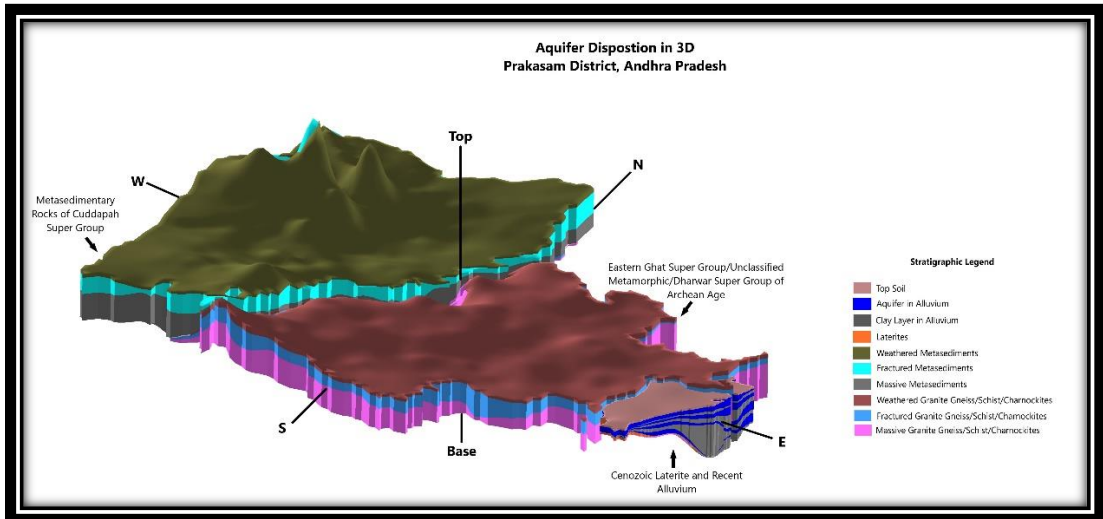 Aquifer Dispostion in 3D
Prakasam District, Andhra Pradesh
Top
N
W
Metasedimentary
Rocks of Cuddapah
Super Group
Eastern Ghat Super Group/Unclassified
Metamorphic/Dharwar Super Group of
Archean Age
S
Base
E
Cenozoic Laterite and Recent
Alluvium
Stratigraphic Legend
Top Soil
Aquifer in Alluvium
Clay Layer in Alluvium
Laterites
Weathered Metasediments
Fractured Metasediments
Massive Metasediments
Weathered Granite Gneiss/Schist/Charnockites
Fractured Granite Gneiss/Schist/Charnockites
Massive Granite Gneiss/Schist/Charnockites